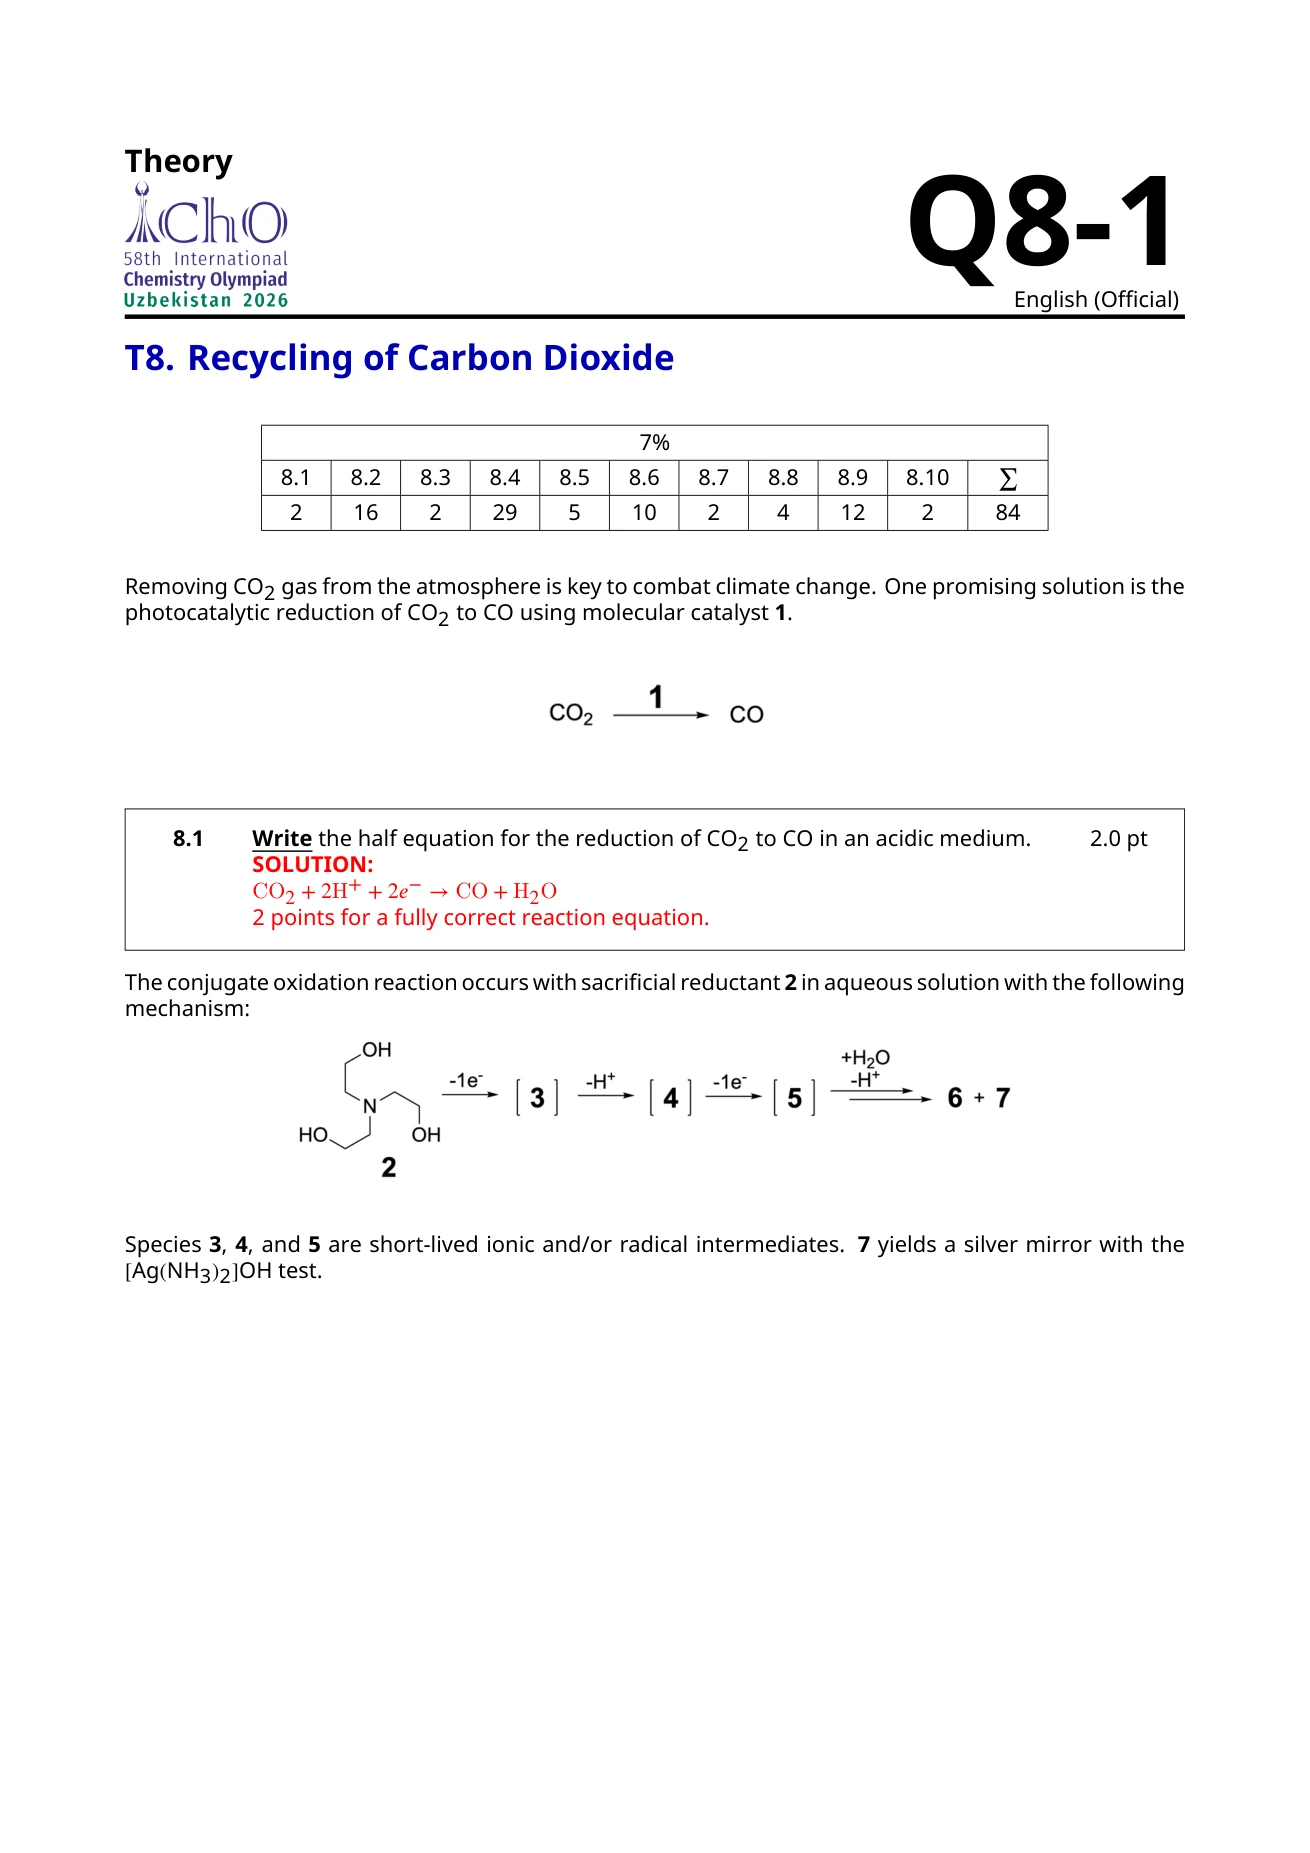 Theory
IChO
58th International
Chemistry Olympiad
Uzbekistan 2026
Q8-1
English (Official)
T8. Recycling of Carbon Dioxide
7%
8.1 8.2 8.3 8.4 8.5 8.6 8.7 8.8 8.9 8.10 ∑
2 16 2 29 5 10 2 4 12 2 84
Removing CO₂ gas from the atmosphere is key to combat climate change. One promising solution is the
photocatalytic reduction of CO₂ to CO using molecular catalyst 1.
CO₂ 1 → CO
8.1 Write the half equation for the reduction of CO₂ to CO in an acidic medium. 2.0 pt
SOLUTION:
CO₂ + 2H⁺ + 2e⁻ → CO + H₂O
2 points for a fully correct reaction equation.
The conjugate oxidation reaction occurs with sacrificial reductant 2 in aqueous solution with the following
mechanism:
OH
N
HO
OH
2
-1e⁻
[ 3 ]
-H⁺
[ 4 ]
-1e⁻
[ 5 ]
+H₂O
-H⁺
6 + 7
Species 3, 4, and 5 are short-lived ionic and/or radical intermediates. 7 yields a silver mirror with the
[Ag(NH₃)₂]OH test.